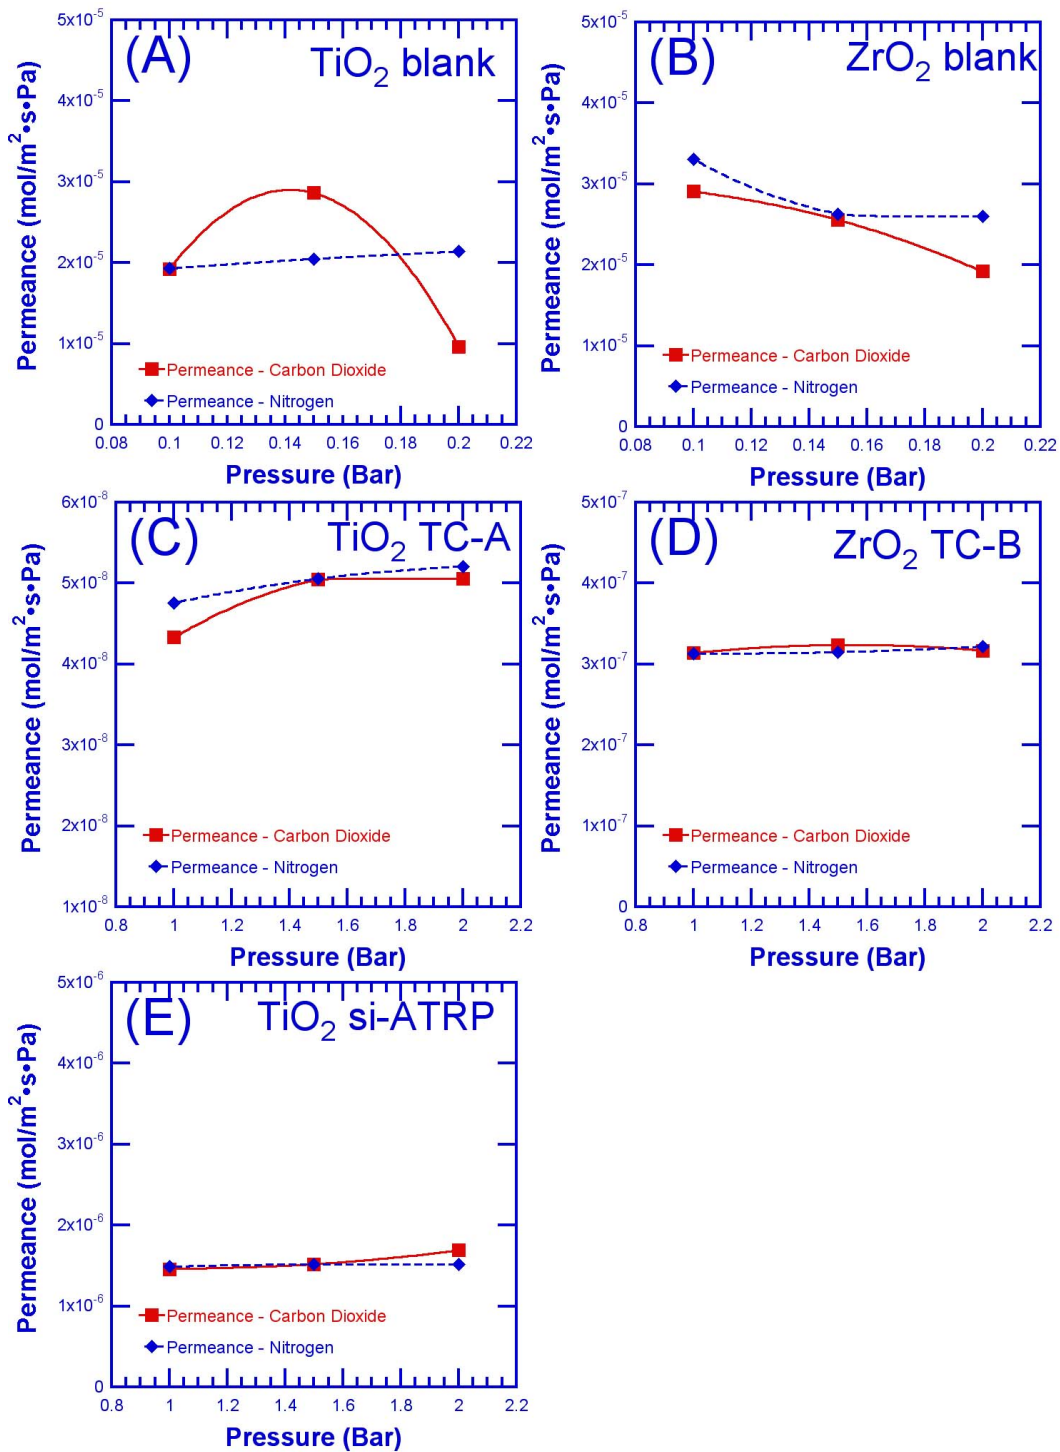 (A)
TiO₂ blank
Permeance (mol/m²•s•Pa)
5x10⁻⁵
4x10⁻⁵
3x10⁻⁵
2x10⁻⁵
1x10⁻⁵
0
Permeance - Carbon Dioxide
Permeance - Nitrogen
0.08 0.1 0.12 0.14 0.16 0.18 0.2 0.22
Pressure (Bar)
(B)
ZrO₂ blank
Permeance (mol/m²•s•Pa)
5x10⁻⁵
4x10⁻⁵
3x10⁻⁵
2x10⁻⁵
1x10⁻⁵
0
Permeance - Carbon Dioxide
Permeance - Nitrogen
0.08 0.1 0.12 0.14 0.16 0.18 0.2 0.22
Pressure (Bar)
(C)
TiO₂ TC-A
Permeance (mol/m²•s•Pa)
6x10⁻⁸
5x10⁻⁸
4x10⁻⁸
3x10⁻⁸
2x10⁻⁸
1x10⁻⁸
Permeance - Carbon Dioxide
Permeance - Nitrogen
0.8 1 1.2 1.4 1.6 1.8 2 2.2
Pressure (Bar)
(D)
ZrO₂ TC-B
Permeance (mol/m²•s•Pa)
5x10⁻⁷
4x10⁻⁷
3x10⁻⁷
2x10⁻⁷
1x10⁻⁷
0
Permeance - Carbon Dioxide
Permeance - Nitrogen
0.8 1 1.2 1.4 1.6 1.8 2 2.2
Pressure (Bar)
(E)
TiO₂ si-ATRP
Permeance (mol/m²•s•Pa)
5x10⁻⁶
4x10⁻⁶
3x10⁻⁶
2x10⁻⁶
1x10⁻⁶
0
Permeance - Carbon Dioxide
Permeance - Nitrogen
0.8 1 1.2 1.4 1.6 1.8 2 2.2
Pressure (Bar)